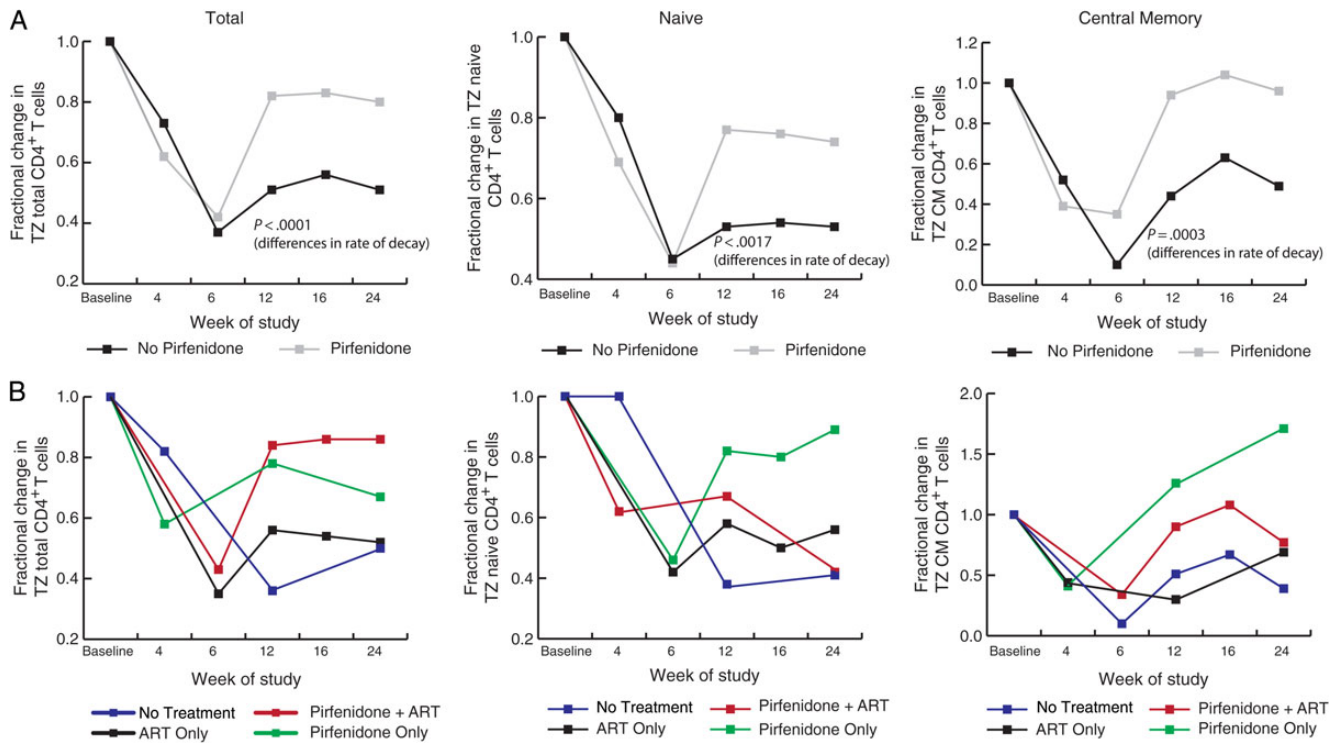 A
Total
Fractional change in
TZ total CD4+ T cells
1.0
0.8
0.6
0.4
0.2
P < .0001
(differences in rate of decay)
Baseline 4 6 12 16 24
Week of study
No Pirfenidone Pirfenidone
Naive
Fractional change in TZ naive
CD4+ T cells
1.0
0.8
0.6
0.4
P < .0017
(differences in rate of decay)
Baseline 4 6 12 16 24
Week of study
No Pirfenidone Pirfenidone
Central Memory
Fractional change in
TZ CM CD4+ T cells
1.2
1.0
0.8
0.6
0.4
0.2
0.0
P = .0003
(differences in rate of decay)
Baseline 4 6 12 16 24
Week of study
No Pirfenidone Pirfenidone
B
Fractional change in
TZ total CD4+ T cells
1.0
0.8
0.6
0.4
0.2
Baseline 4 6 12 16 24
Week of study
No Treatment Pirfenidone + ART
ART Only Pirfenidone Only
Fractional change in
TZ naive CD4+ T cells
1.0
0.8
0.6
0.4
0.2
Baseline 4 6 12 16 24
Week of study
No Treatment Pirfenidone + ART
ART Only Pirfenidone Only
Fractional change in
TZ CM CD4+ T cells
2.0
1.5
1.0
0.5
0.0
Baseline 4 6 12 16 24
Week of study
No Treatment Pirfenidone + ART
ART Only Pirfenidone Only